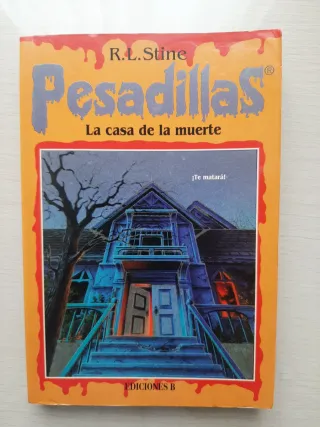 R.L.Stine
Pesadillas®
La casa de la muerte
¡Te matará!
EDICIONES B